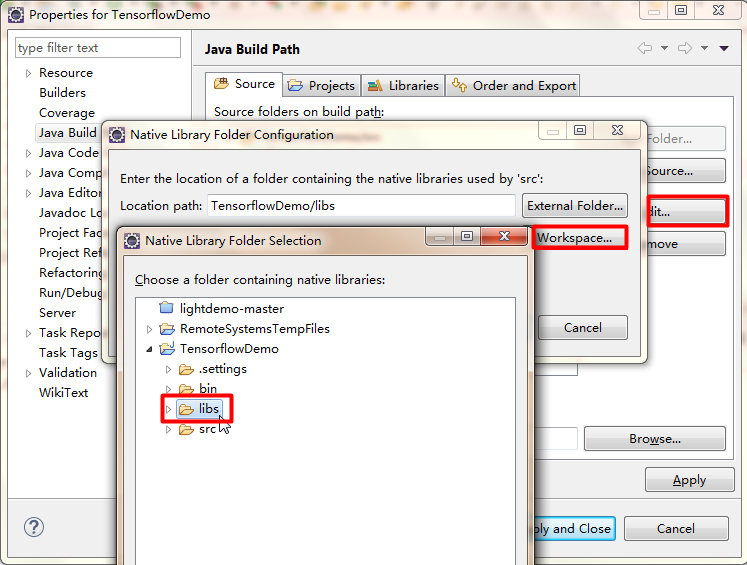 Properties for TensorflowDemo
type filter text
Resource
Builders
Coverage
Java Build
Java Code
Java Comp
Java Editor
Javadoc Lo
Project Fac
Project Ref
Refactoring
Run/Debug
Server
Task Repo
Task Tags
Validation
WikiText
Java Build Path
Source
Projects
Libraries
Order and Export
Source folders on build path:
Folder...
Source...
dit...
move
Browse...
Apply
ply and Close
Cancel
Native Library Folder Configuration
Enter the location of a folder containing the native libraries used by 'src':
Location path: TensorflowDemo/libs
External Folder...
Workspace...
Cancel
Native Library Folder Selection
Choose a folder containing native libraries:
lightdemo-master
RemoteSystemsTempFiles
TensorflowDemo
.settings
bin
libs
src